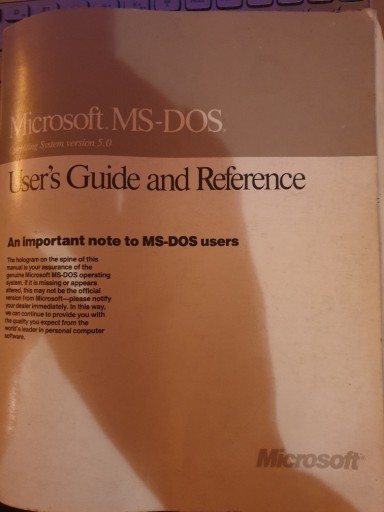 Microsoft® MS-DOS®
Operating System version 5.0
User's Guide and Reference
An important note to MS-DOS users
The hologram on the spine of this
manual is your assurance of the
genuine Microsoft MS-DOS operating
system. If it is missing or appears
altered, this may not be the official
version from Microsoft—please notify
your dealer immediately. In this way,
we can continue to provide you with
the quality you expect from the
world's leader in personal computer
software.
Microsoft®